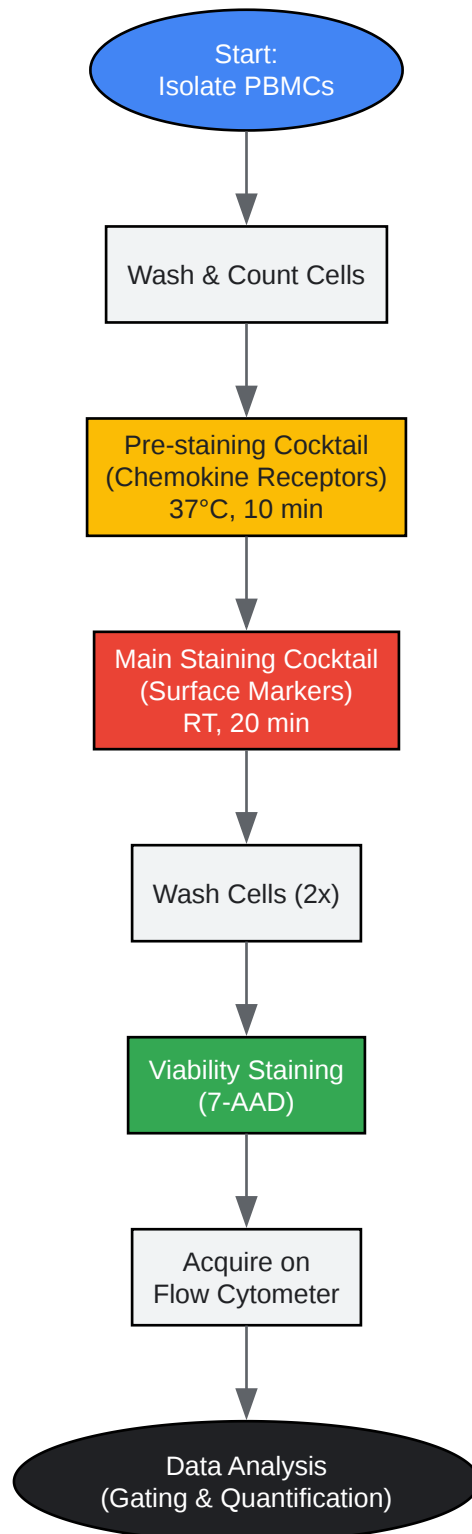 Start:
Isolate PBMCs
Wash & Count Cells
Pre-staining Cocktail
(Chemokine Receptors)
37°C, 10 min
Main Staining Cocktail
(Surface Markers)
RT, 20 min
Wash Cells (2x)
Viability Staining
(7-AAD)
Acquire on
Flow Cytometer
Data Analysis
(Gating & Quantification)